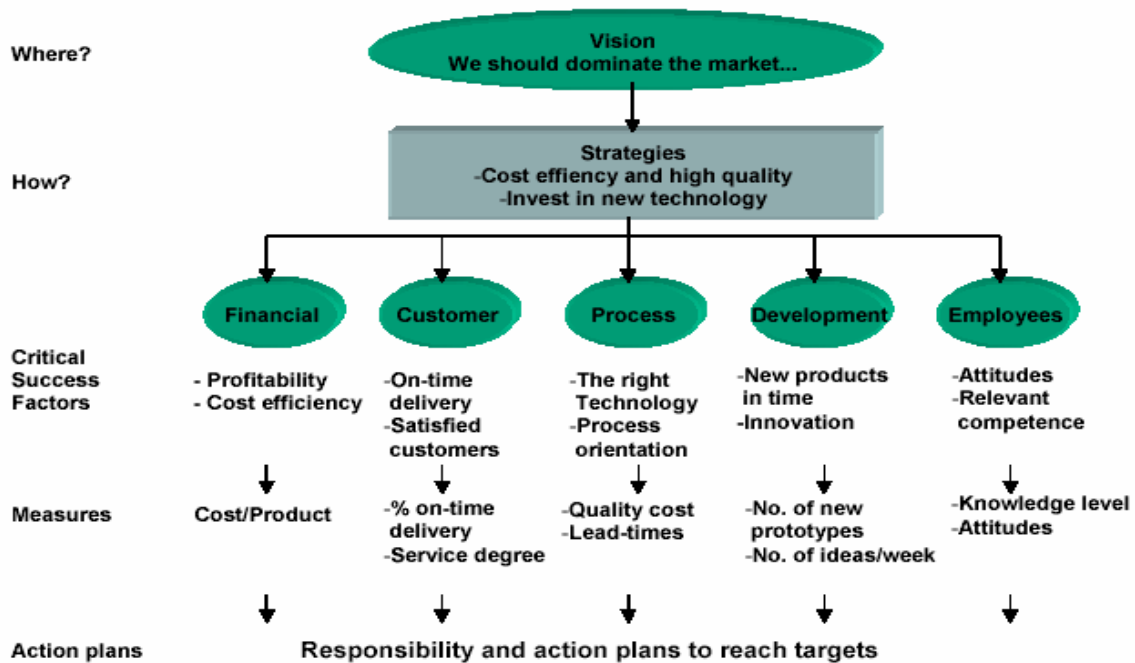 Where?
Vision
We should dominate the market...
How?
Strategies
-Cost effiency and high quality
-Invest in new technology
Financial
Customer
Process
Development
Employees
Critical
Success
Factors
- Profitability
- Cost efficiency
-On-time
delivery
-Satisfied
customers
-The right
Technology
-Process
orientation
-New products
in time
-Innovation
-Attitudes
-Relevant
competence
Measures
Cost/Product
-% on-time
delivery
-Service degree
-Quality cost
-Lead-times
-No. of new
prototypes
-No. of ideas/week
-Knowledge level
-Attitudes
Action plans
Responsibility and action plans to reach targets